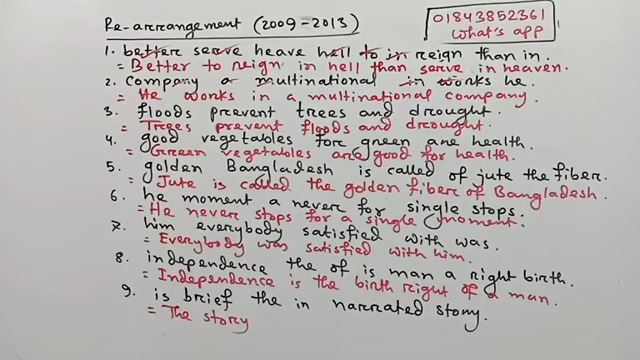 Re-arrangement (2009-2013)
01843852361
what's app
1. better serve heave hell to in reign than in.
= Better to reign in hell than serve in heaven.
2. company a multinational in works he.
= He works in a multinational company.
3. floods prevent trees and drought.
= Trees prevent floods and drought.
4. good vegetables for green are health.
= Green vegetables are good for health.
5. golden Bangladesh is called of jute the fiber.
= Jute is called the golden fiber of Bangladesh.
6. he moment a never for single stops.
= He never stops for a single moment.
7. him everybody satisfied with was.
= Everybody was satisfied with him.
8. independence the of is man a right birth.
= Independence is the birth right of a man.
9. is brief the in narrated story.
= The story